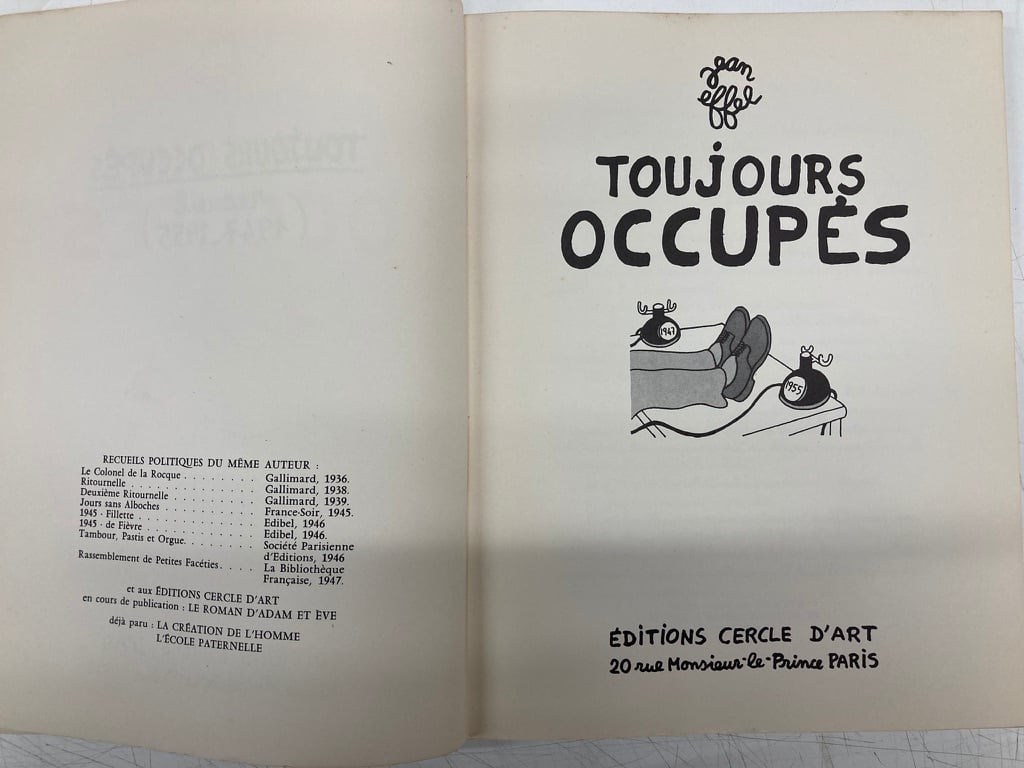 RECUEILS POLITIQUES DU MÊME AUTEUR :
Le Colonel de la Rocque . . . . . . . . Gallimard, 1936.
Ritournelle . . . . . . . . . . . . . Gallimard, 1938.
Deuxième Ritournelle . . . . . . . . . Gallimard, 1939.
Jours sans Alboches . . . . . . . . . . France-Soir, 1945.
1945 - Fillette . . . . . . . . . . . . Edibel, 1946
1945 - de Fièvre . . . . . . . . . . . Edibel, 1946.
Tambour, Pastis et Orgue. . . . . . . . Société Parisienne
d'Editions, 1946
Rassemblement de Petites Facéties. . . . La Bibliothèque
Française, 1947.
et aux ÉDITIONS CERCLE D'ART
en cours de publication : LE ROMAN D'ADAM ET ÈVE
déjà paru : LA CRÉATION DE L'HOMME
L'ÉCOLE PATERNELLE
jean
effel
TOUJOURS
OCCUPÉS
1947
1955
ÉDITIONS CERCLE D'ART
20 rue Monsieur-le-Prince PARIS